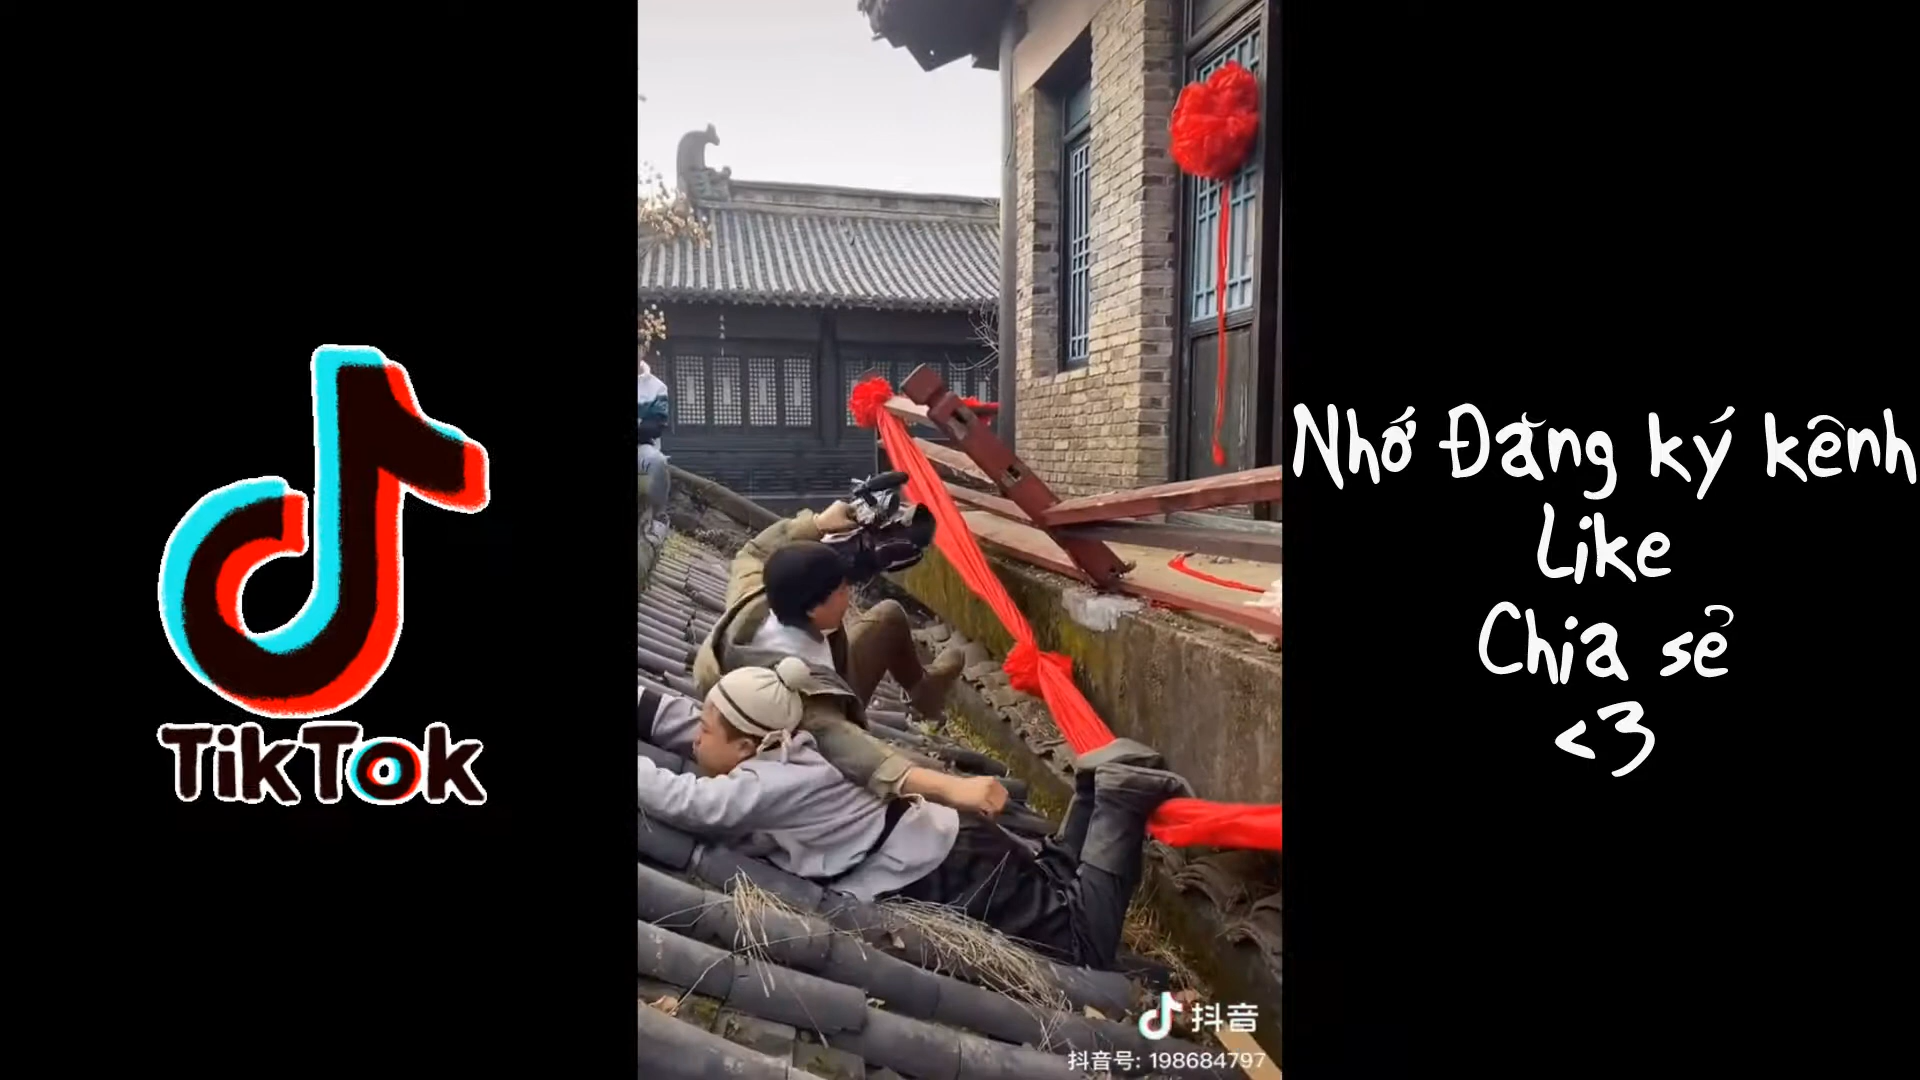 TikTok
Nhớ Đăng ký kênh
Like
Chia sẻ
<3
抖音
抖音号: 198684797